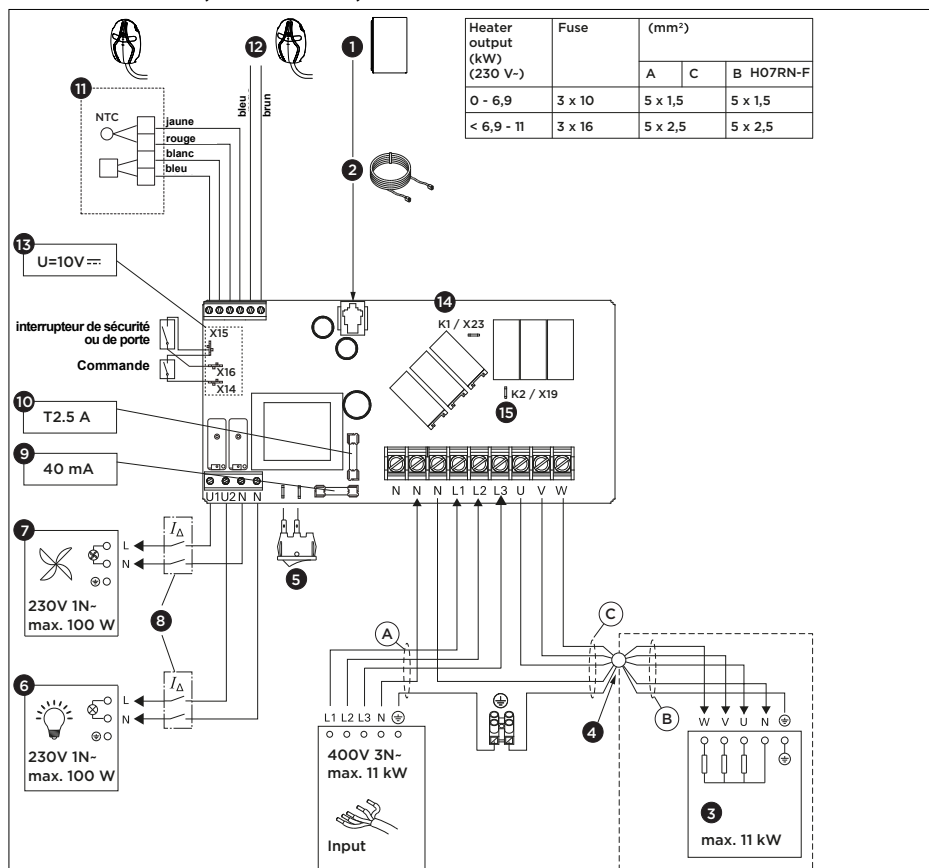 Heater output (kW) (230 V~)
Fuse
(mm²)
A
C
B H07RN-F
0 - 6,9
3 x 10
5 x 1,5
5 x 1,5
< 6,9 - 11
3 x 16
5 x 2,5
5 x 2,5
12
1
11
NTC
jaune
rouge
blanc
bleu
bleu
brun
2
13
U=10V
14
K1 / X23
interrupteur de sécurité
ou de porte
X15
Commande
X16
X14
K2 / X19
15
10
T2.5 A
9
40 mA
U1 U2 N N
N N N L1 L2 L3 U V W
7
L
N
IΔ
230V 1N~
max. 100 W
5
8
A
C
6
L
N
IΔ
230V 1N~
max. 100 W
L1 L2 L3 N
400V 3N~
max. 11 kW
Input
4
B
W V U N
3
max. 11 kW